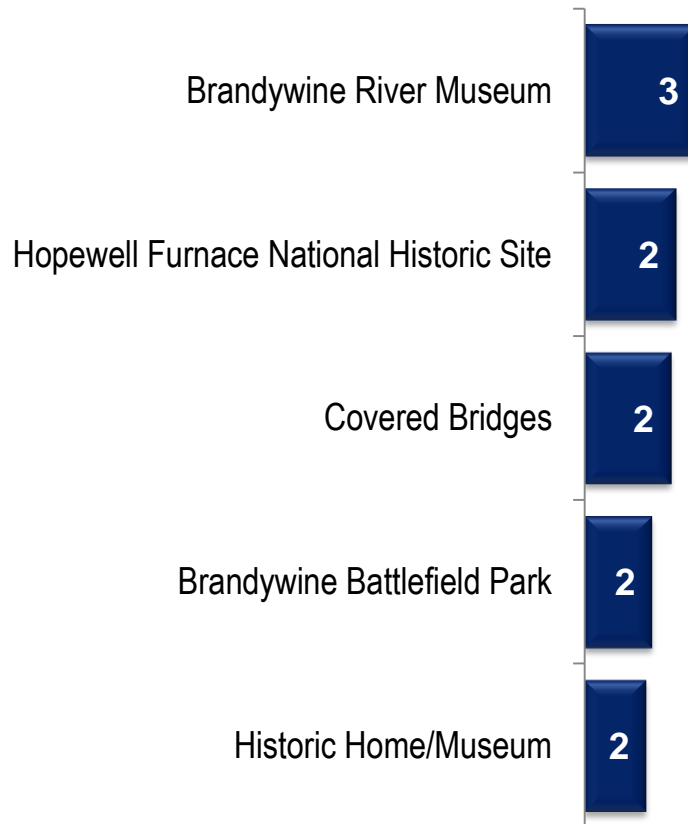 Brandywine River Museum 3
Hopewell Furnace National Historic Site 2
Covered Bridges 2
Brandywine Battlefield Park 2
Historic Home/Museum 2